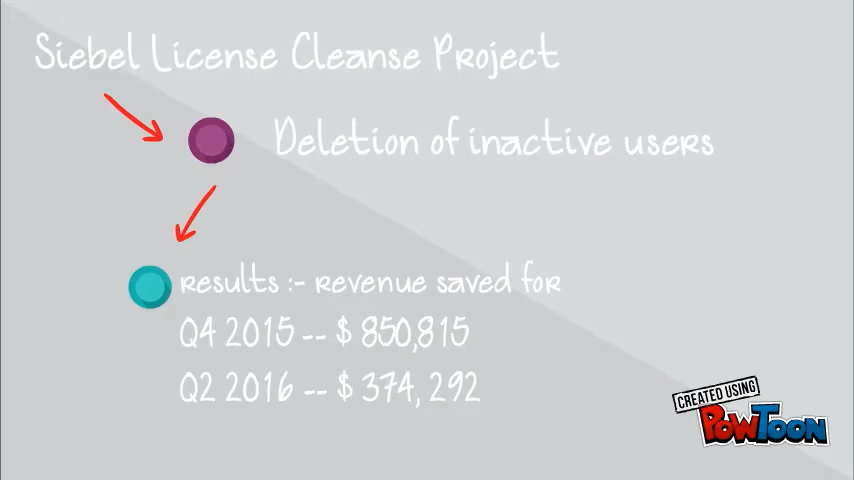 Siebel License Cleanse Project
Deletion of inactive users
results :- revenue saved for
Q4 2015 -- $ 850,815
Q2 2016 -- $ 374, 292
CREATED USING
POWTOON